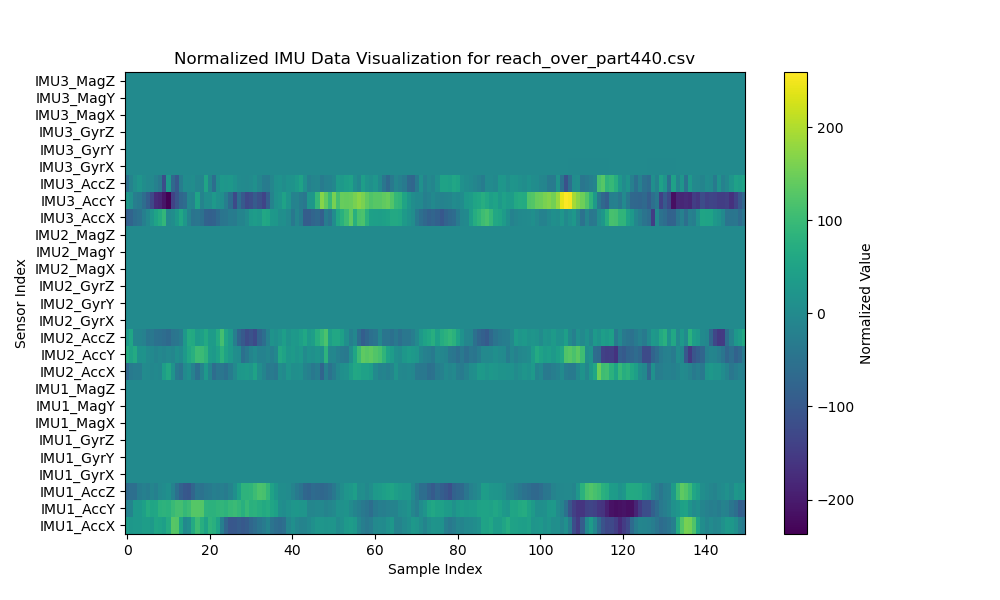 Normalized IMU Data Visualization for reach_over_part440.csv
IMU3_MagZ
IMU3_MagY
IMU3_MagX
IMU3_GyrZ
IMU3_GyrY
IMU3_GyrX
IMU3_AccZ
IMU3_AccY
IMU3_AccX
IMU2_MagZ
IMU2_MagY
IMU2_MagX
IMU2_GyrZ
IMU2_GyrY
IMU2_GyrX
IMU2_AccZ
IMU2_AccY
IMU2_AccX
IMU1_MagZ
IMU1_MagY
IMU1_MagX
IMU1_GyrZ
IMU1_GyrY
IMU1_GyrX
IMU1_AccZ
IMU1_AccY
IMU1_AccX
Sensor Index
0 20 40 60 80 100 120 140
Sample Index
200
100
0
−100
−200
Normalized Value